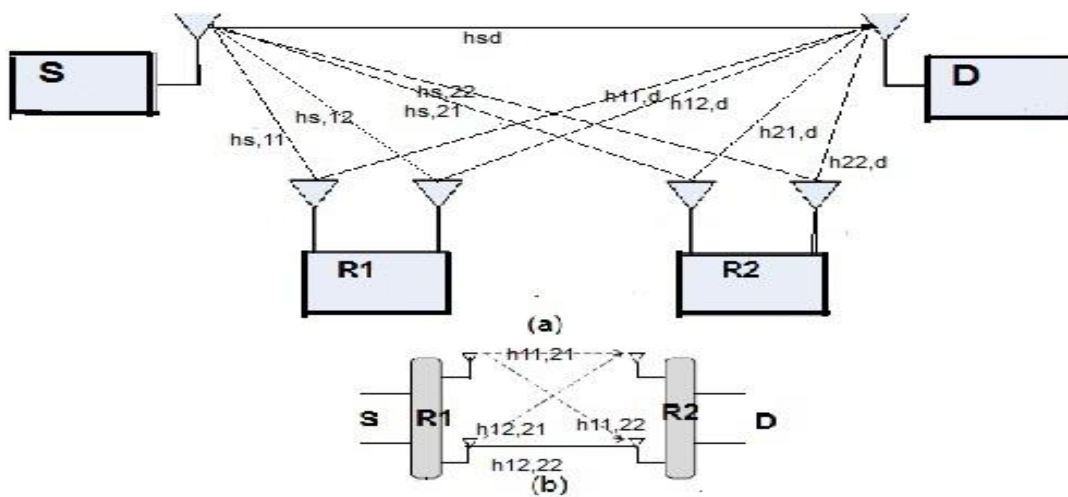 hsd
S
D
hs,22
hs,21
h11,d
h12,d
hs,12
hs,11
h21,d
h22,d
R1
R2
(a)
h11,21
S
R1
R2
D
h12,21
h11,22
h12,22
(b)